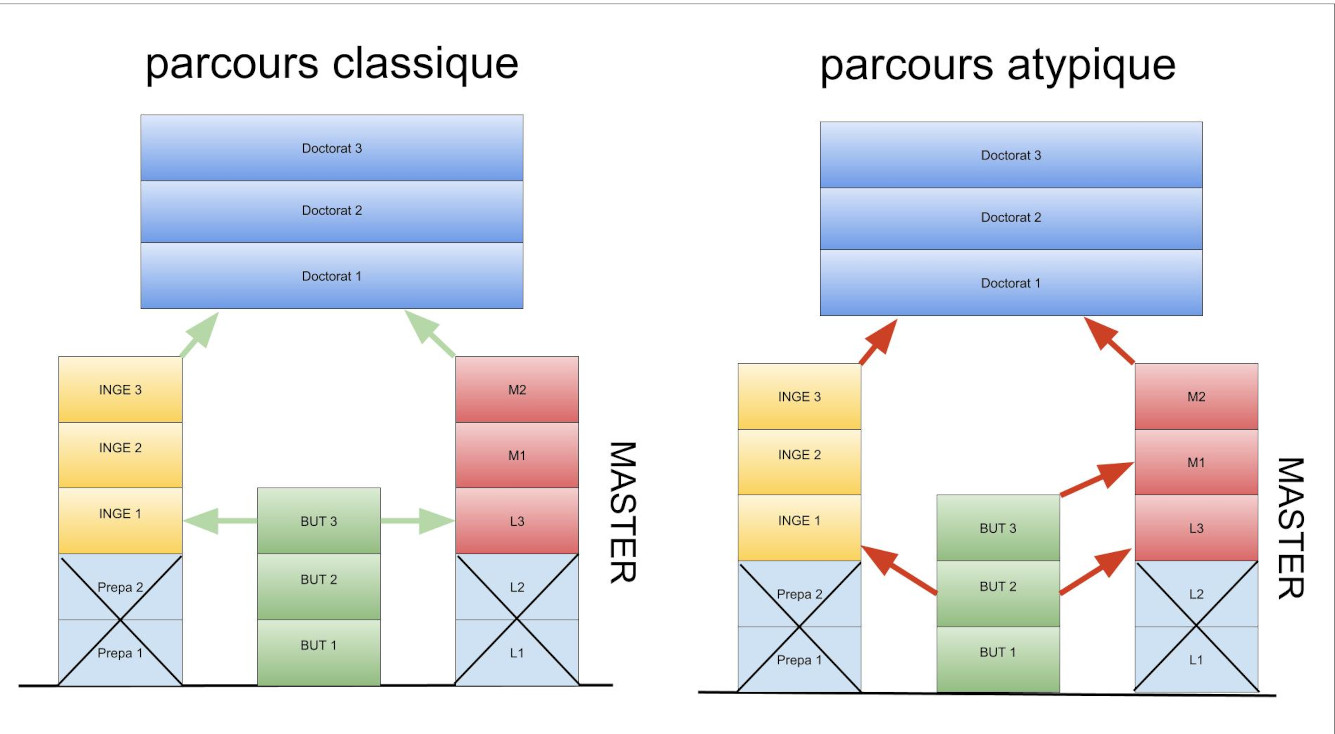 parcours classique
Doctorat 3
Doctorat 2
Doctorat 1
INGE 3
INGE 2
INGE 1
Prepa 2
Prepa 1
BUT 3
BUT 2
BUT 1
M2
M1
L3
L2
L1
MASTER
parcours atypique
Doctorat 3
Doctorat 2
Doctorat 1
INGE 3
INGE 2
INGE 1
Prepa 2
Prepa 1
BUT 3
BUT 2
BUT 1
M2
M1
L3
L2
L1
MASTER